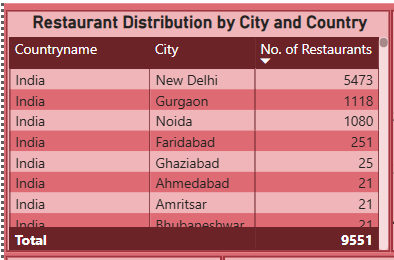 Restaurant Distribution by City and Country
Countryname City No. of Restaurants
India New Delhi 5473
India Gurgaon 1118
India Noida 1080
India Faridabad 251
India Ghaziabad 25
India Ahmedabad 21
India Amritsar 21
India Bhubaneshwar 21
Total 9551